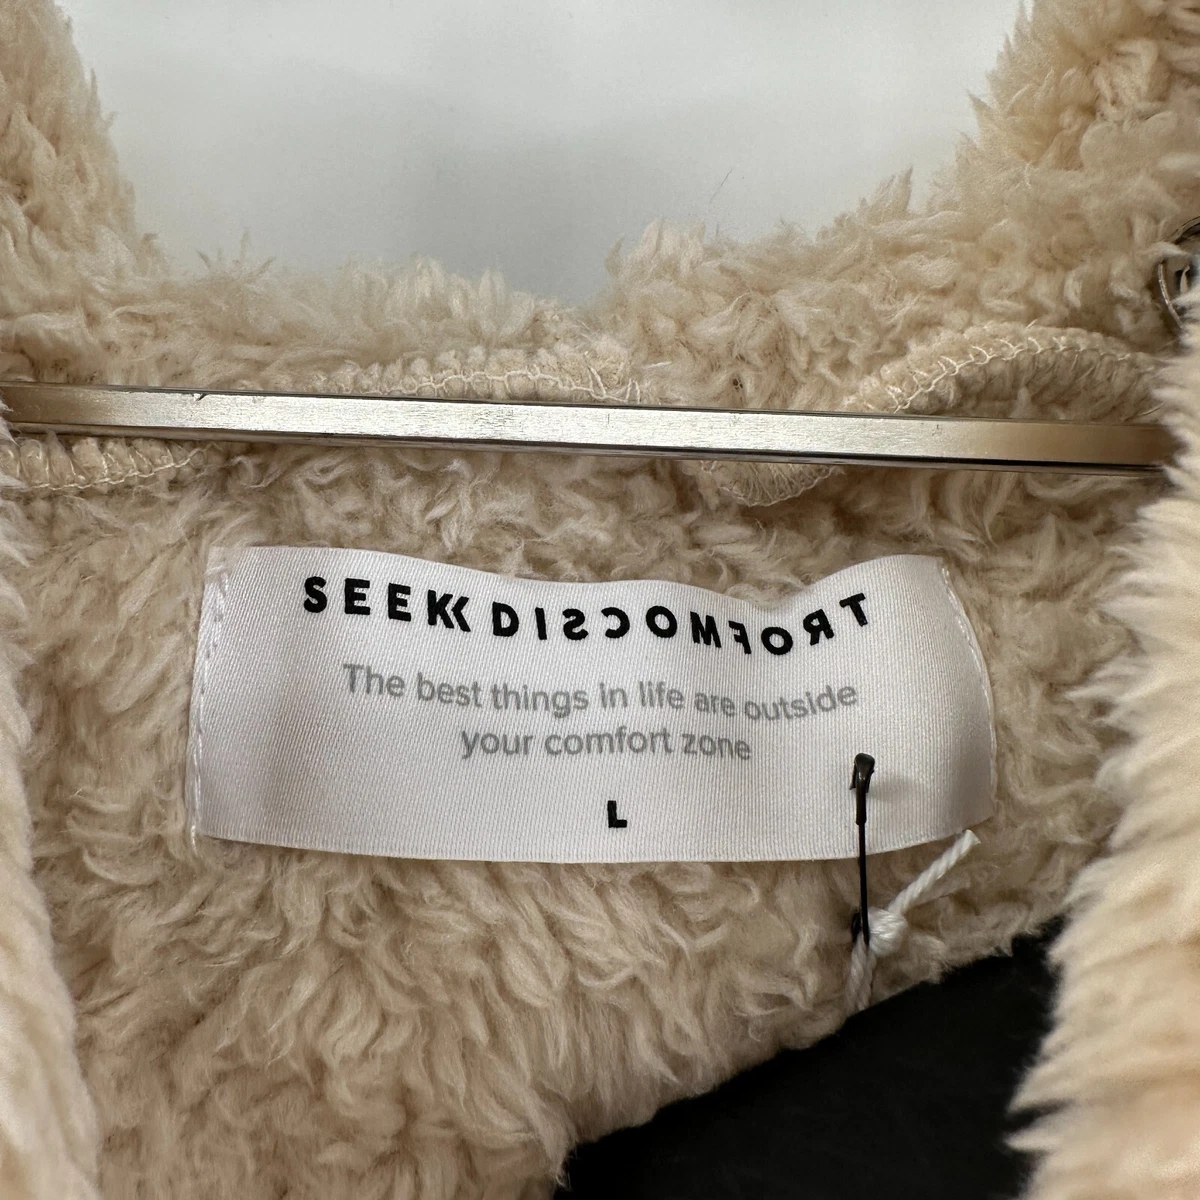 SEEK DISCOMFORT
The best things in life are outside
your comfort zone
L